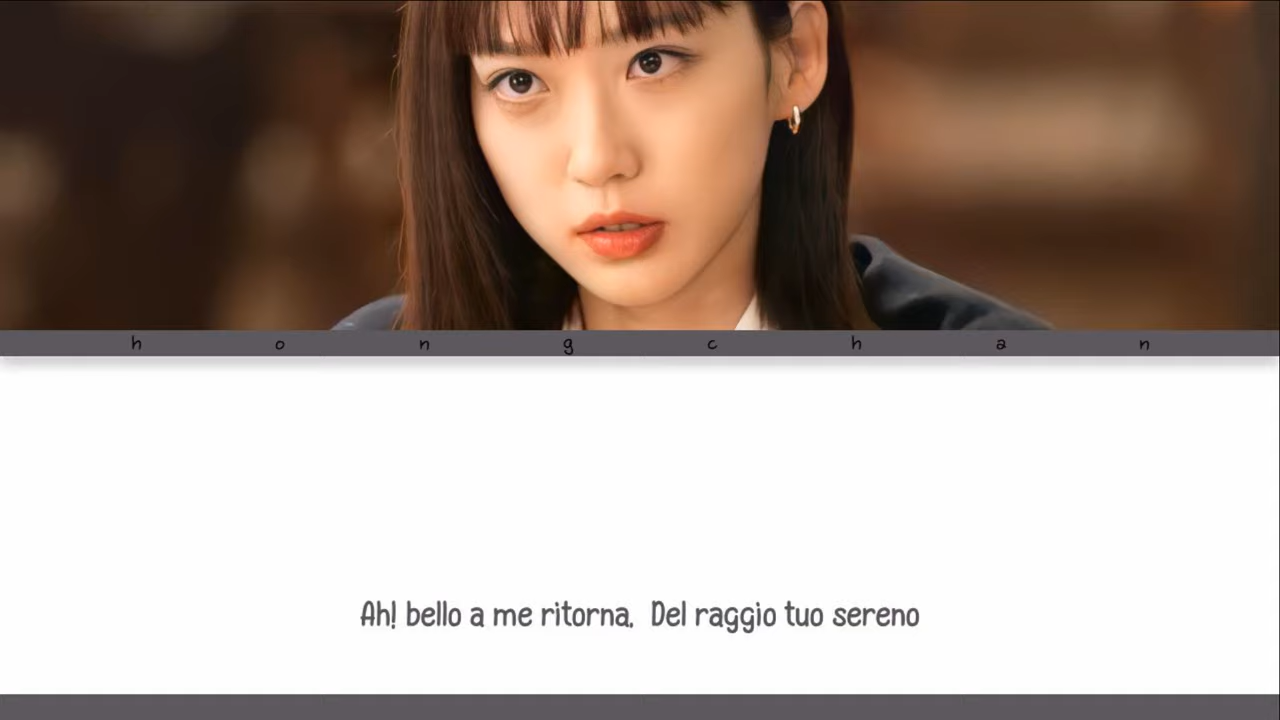 h o n g c h a n
Ah! bello a me ritorna, Del raggio tuo sereno